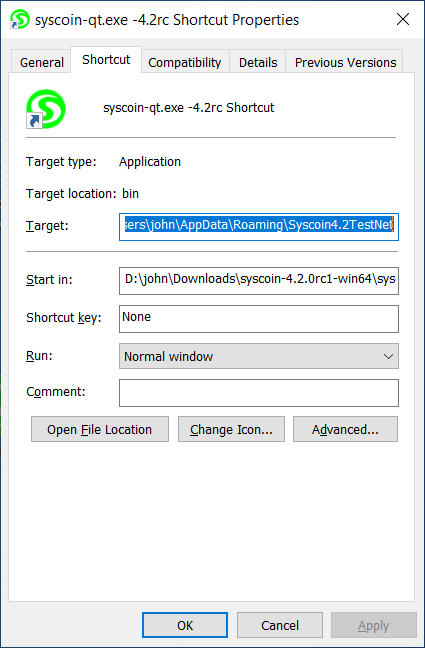 syscoin-qt.exe -4.2rc Shortcut Properties
General Shortcut Compatibility Details Previous Versions
syscoin-qt.exe -4.2rc Shortcut
Target type: Application
Target location: bin
Target: sers\john\AppData\Roaming\Syscoin4.2TestNet
Start in: D:\john\Downloads\syscoin-4.2.0rc1-win64\sys
Shortcut key: None
Run: Normal window
Comment:
Open File Location Change Icon... Advanced...
OK Cancel Apply